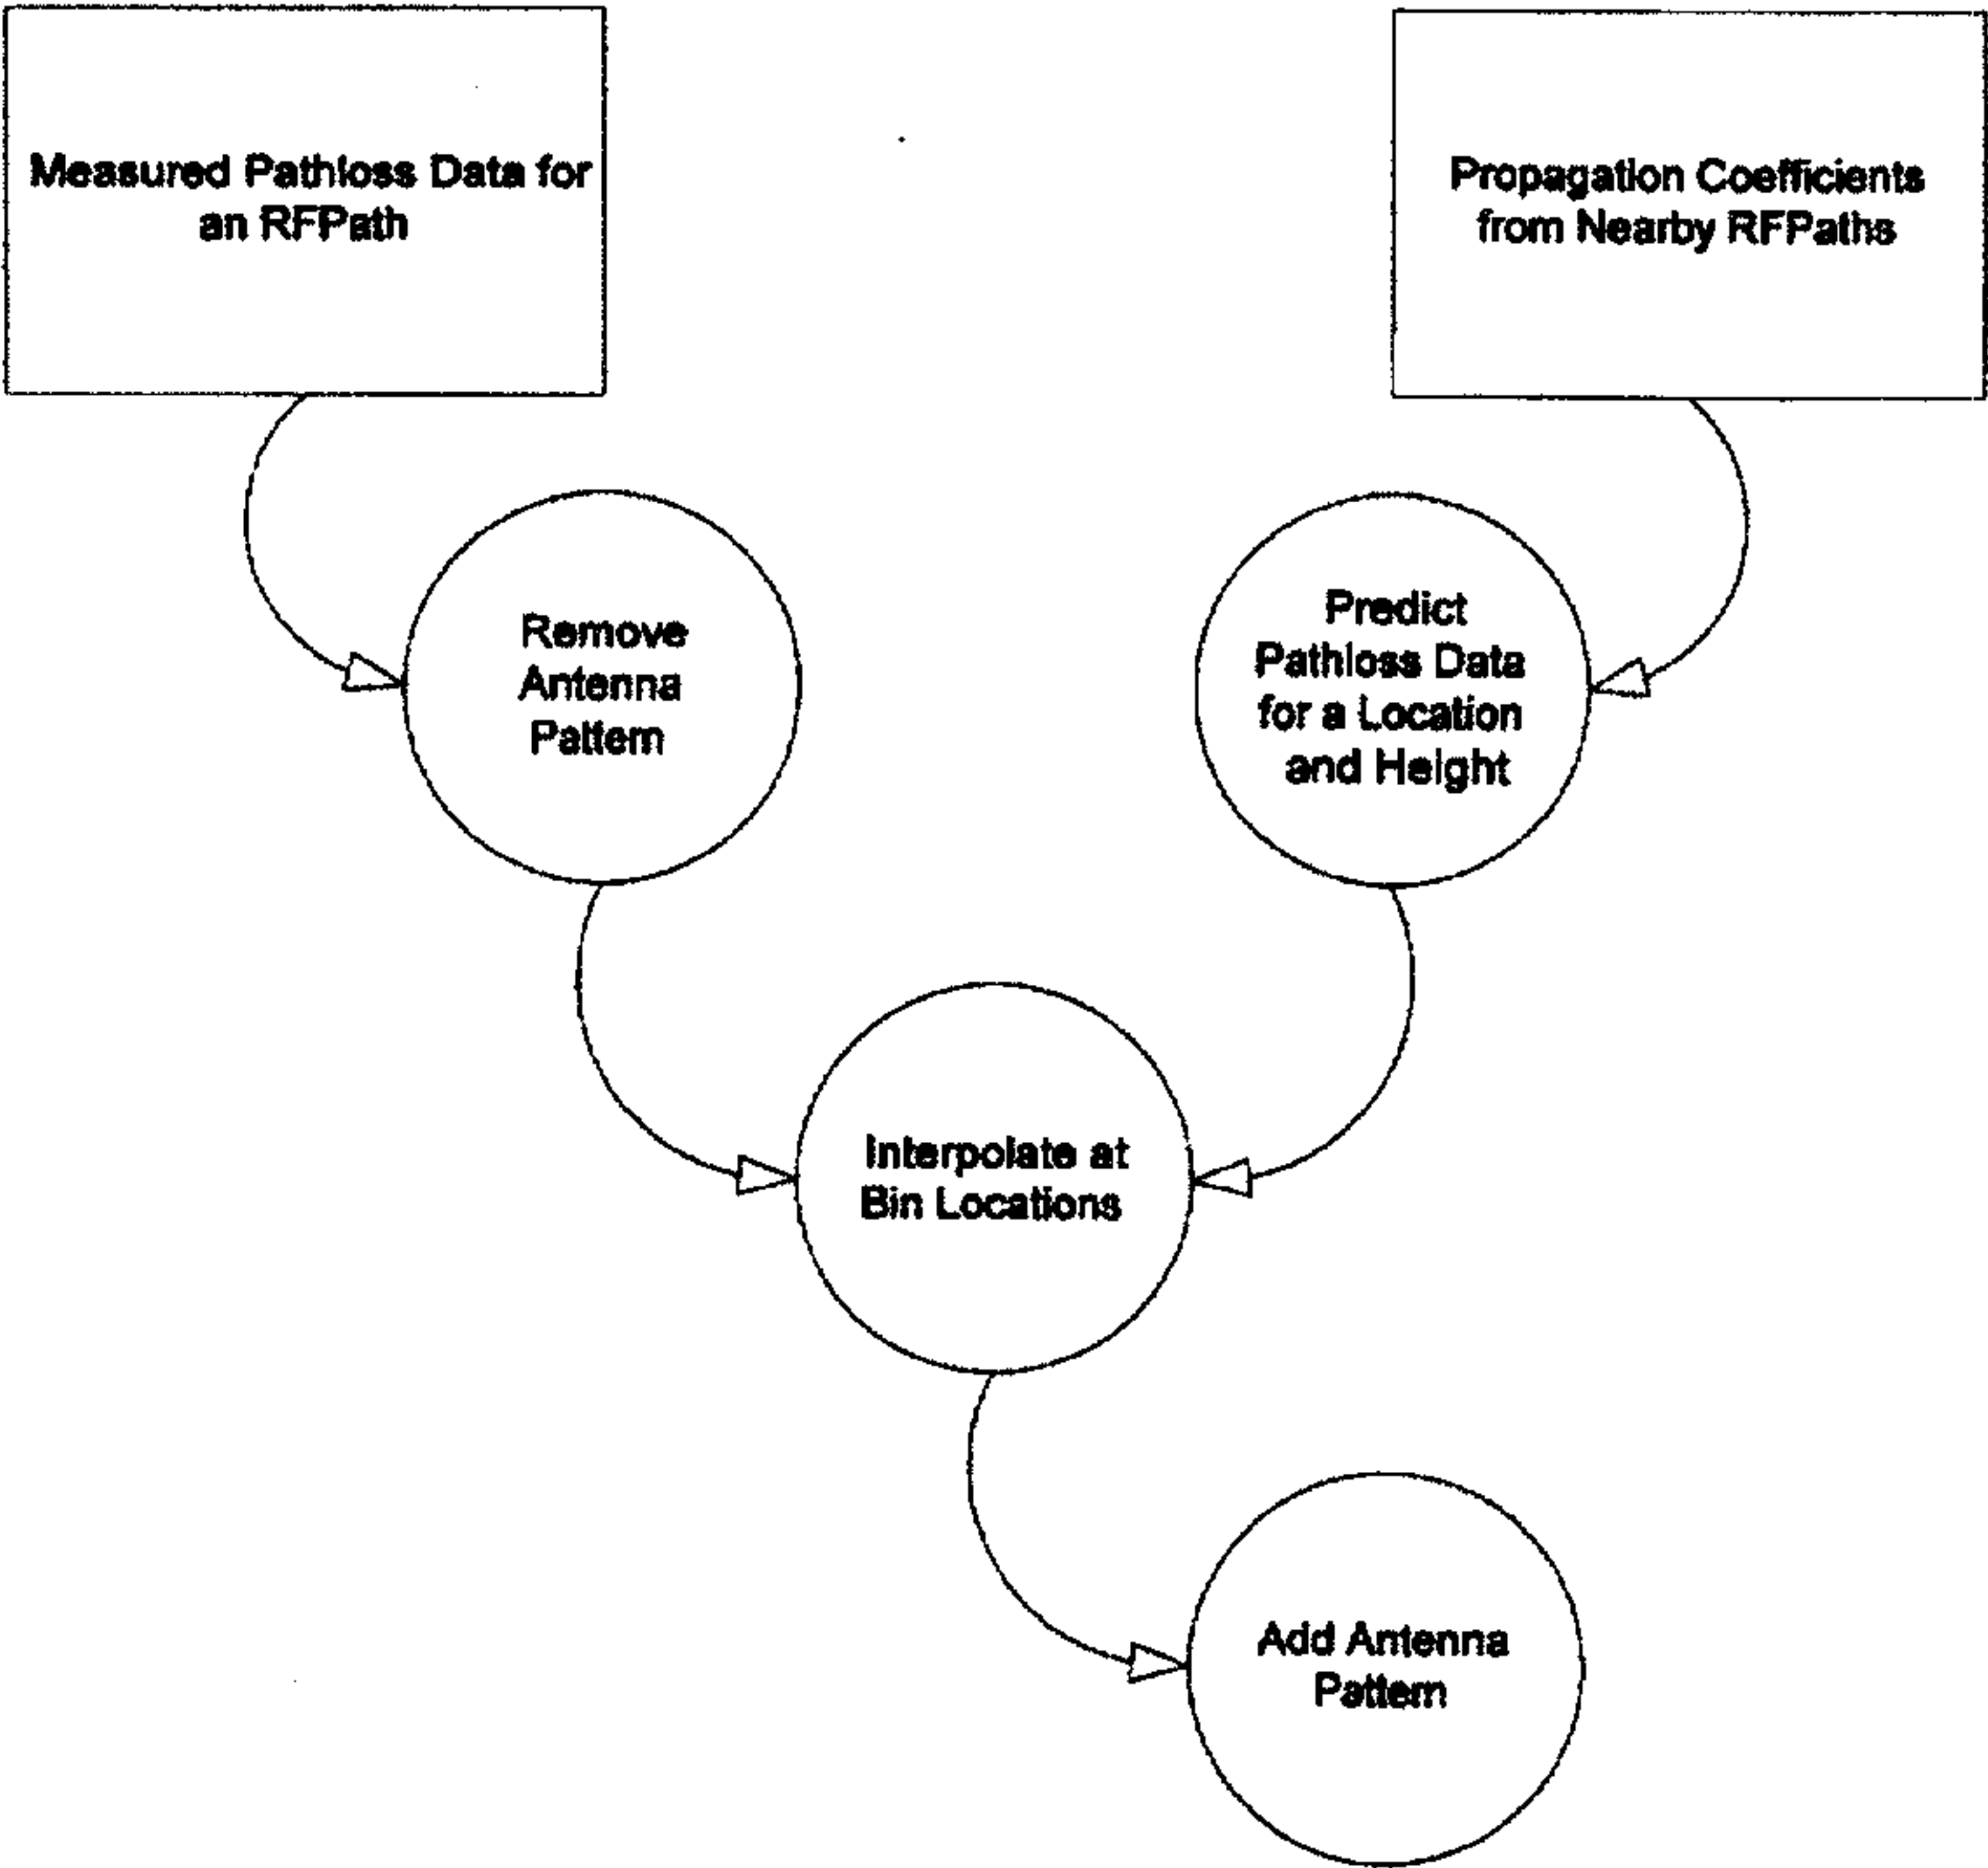 Measured Pathloss Data for
an RFPath
Propagation Coefficients
from Nearby RFPaths
Remove
Antenna
Pattern
Predict
Pathloss Data
for a Location
and Height
Interpolate at
Bin Locations
Add Antenna
Pattern